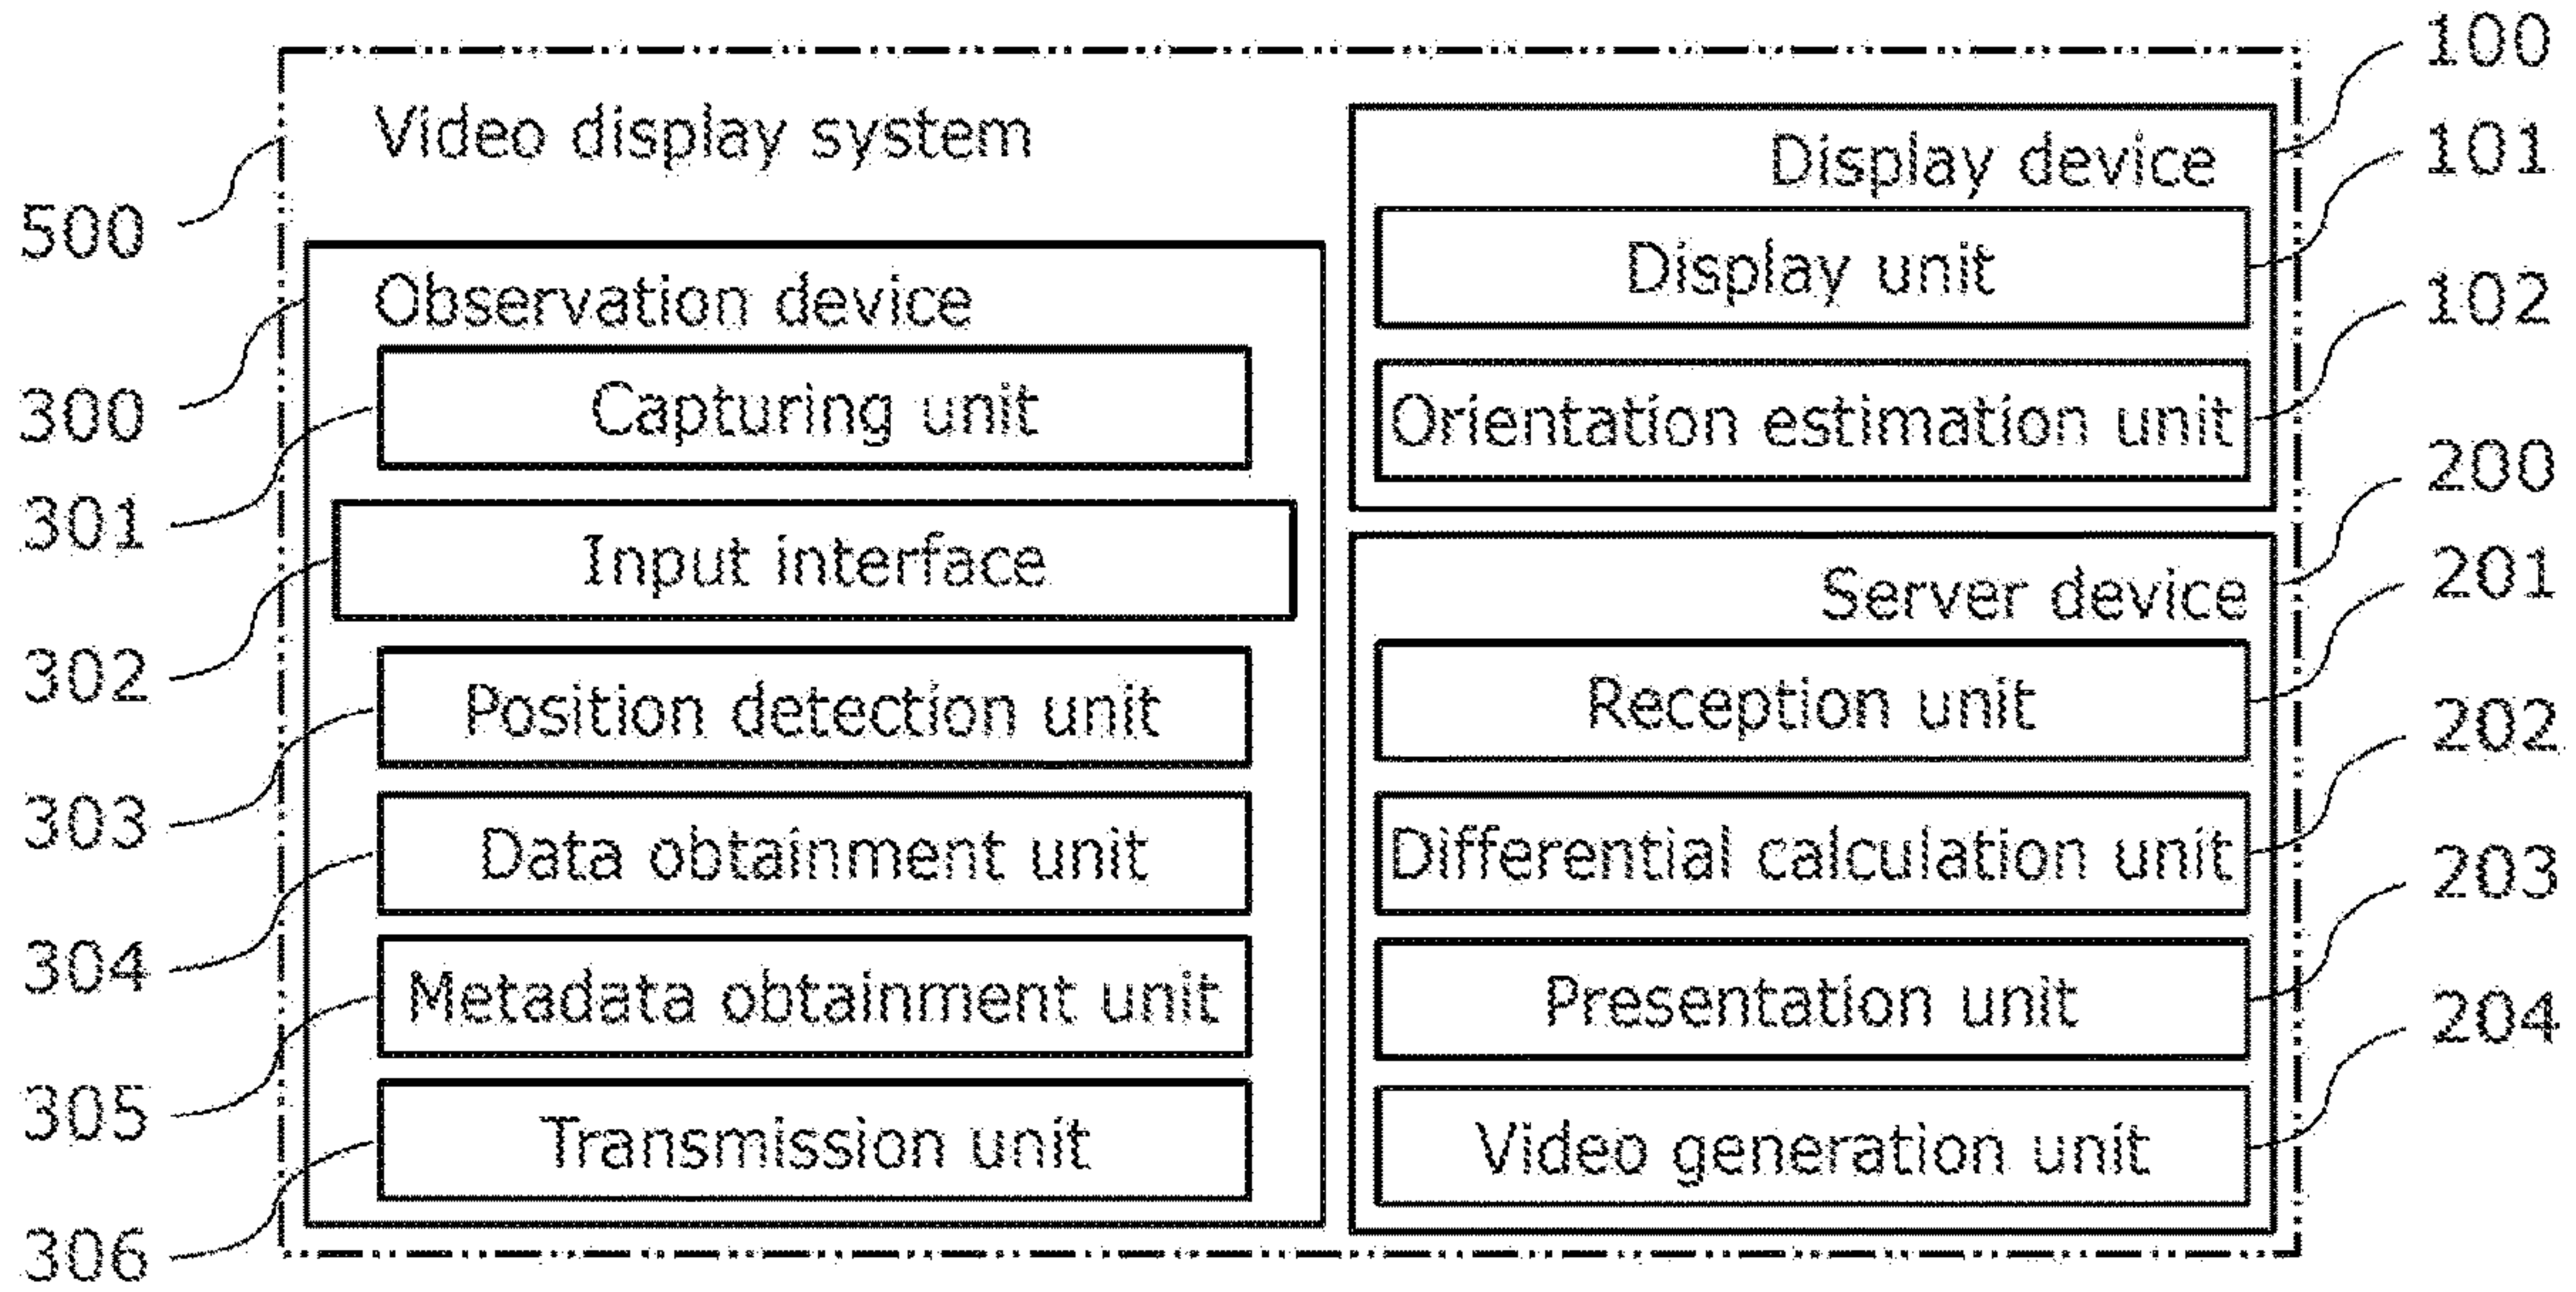 Video display system
500
300
Observation device
Capturing unit
301
Input interface
302
Position detection unit
303
Data obtainment unit
304
Metadata obtainment unit
305
Transmission unit
306
100
Display device
101
Display unit
102
Orientation estimation unit
200
Server device
201
Reception unit
202
Differential calculation unit
203
Presentation unit
204
Video generation unit